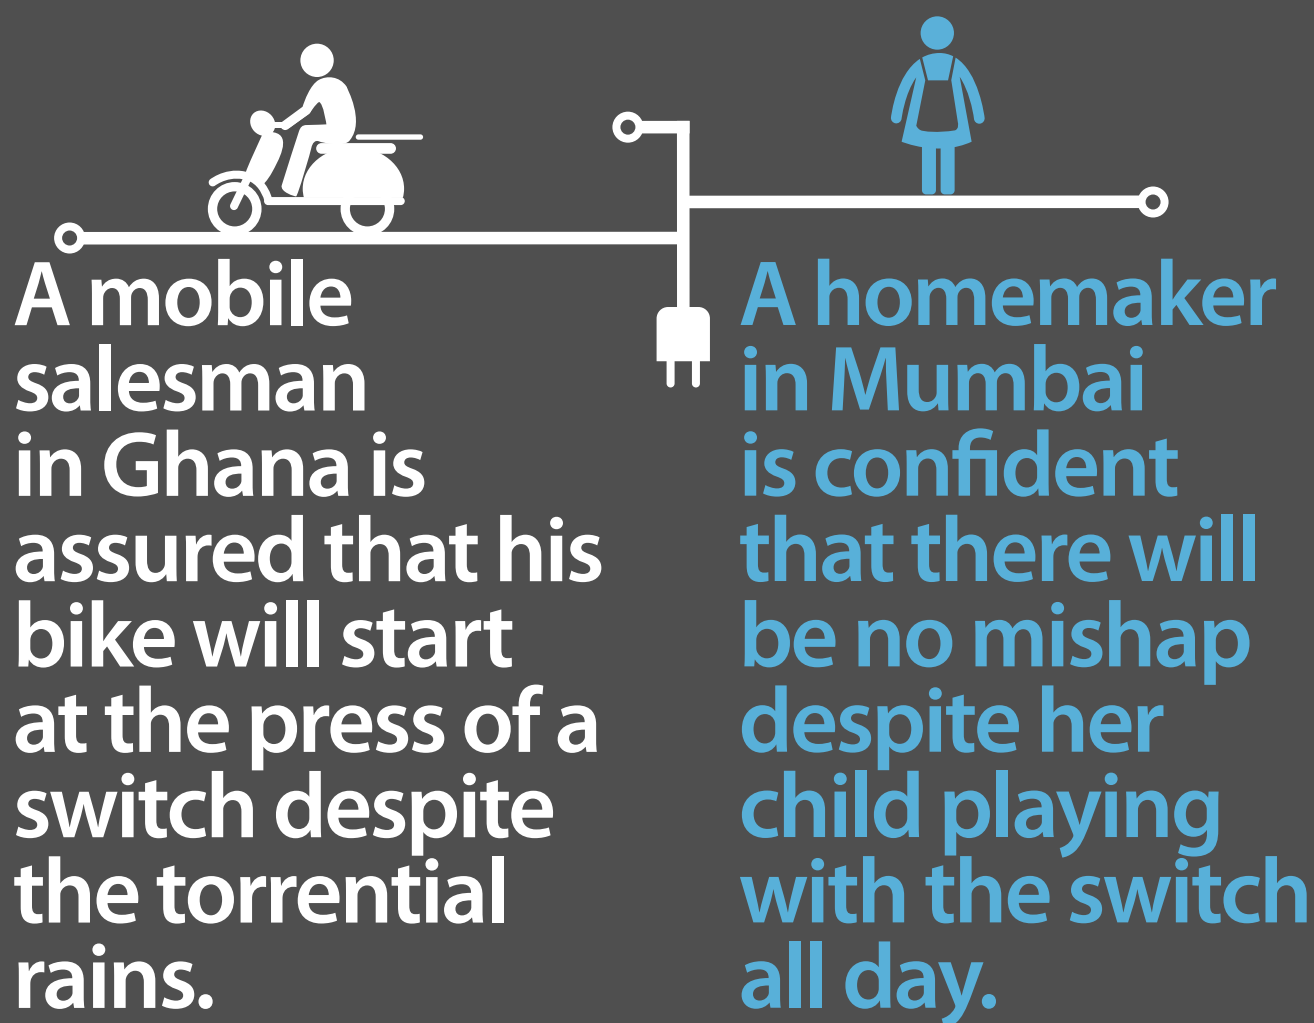 A mobile
salesman
in Ghana is
assured that his
bike will start
at the press of a
switch despite
the torrential
rains.
A homemaker
in Mumbai
is confident
that there will
be no mishap
despite her
child playing
with the switch
all day.